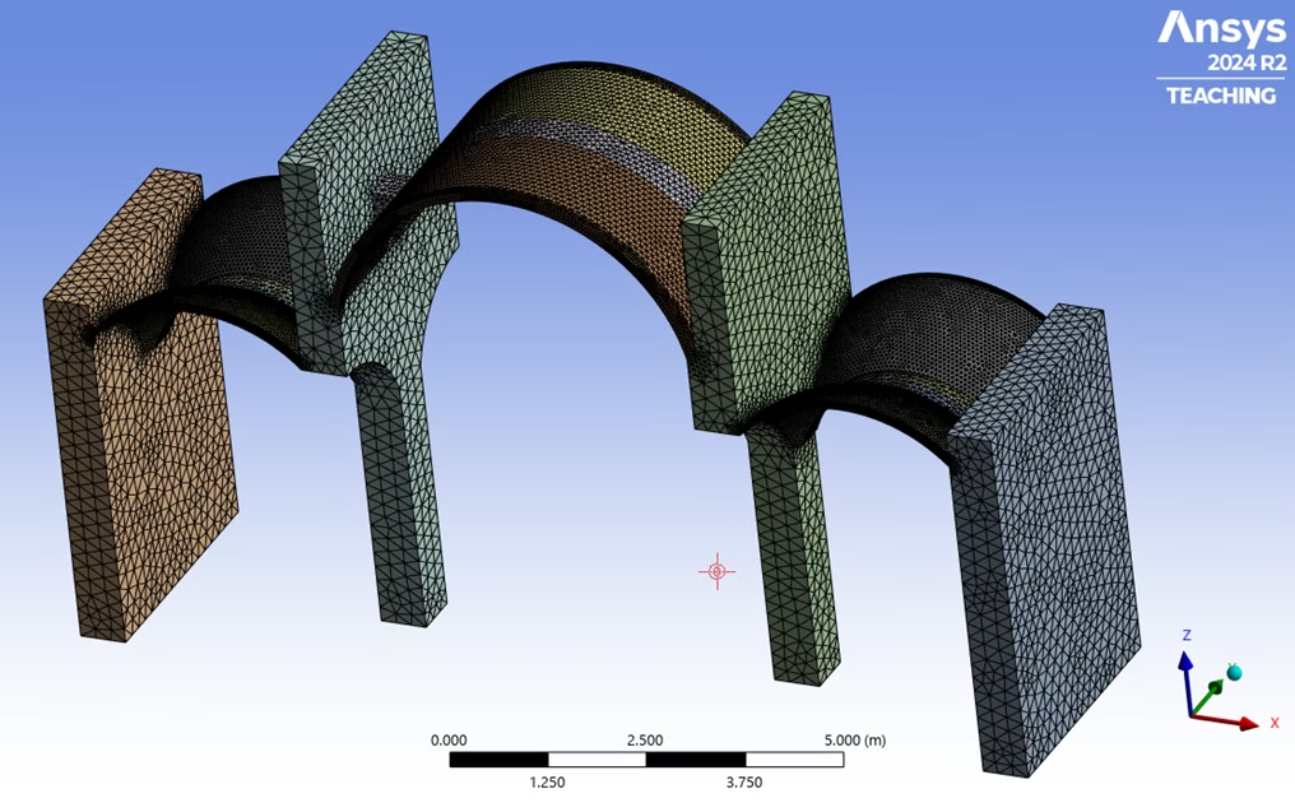 Ansys
2024 R2
TEACHING
Z
X
0.000 2.500 5.000 (m)
1.250 3.750